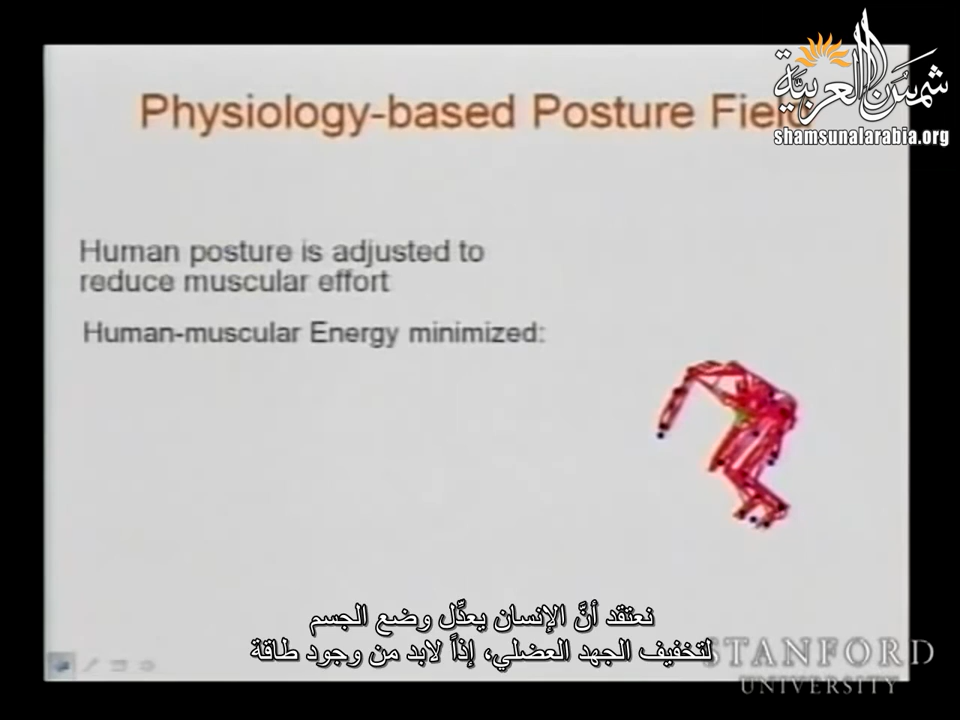 شمس العربية
shamsunalarabia.org
Physiology-based Posture Field
Human posture is adjusted to
reduce muscular effort
Human-muscular Energy minimized:
نعتقد أنَّ الإنسان يعدِّل وضع الجسم
لتخفيف الجهد العضلي، إذاً لابد من وجود طاقة
STANFORD
UNIVERSITY